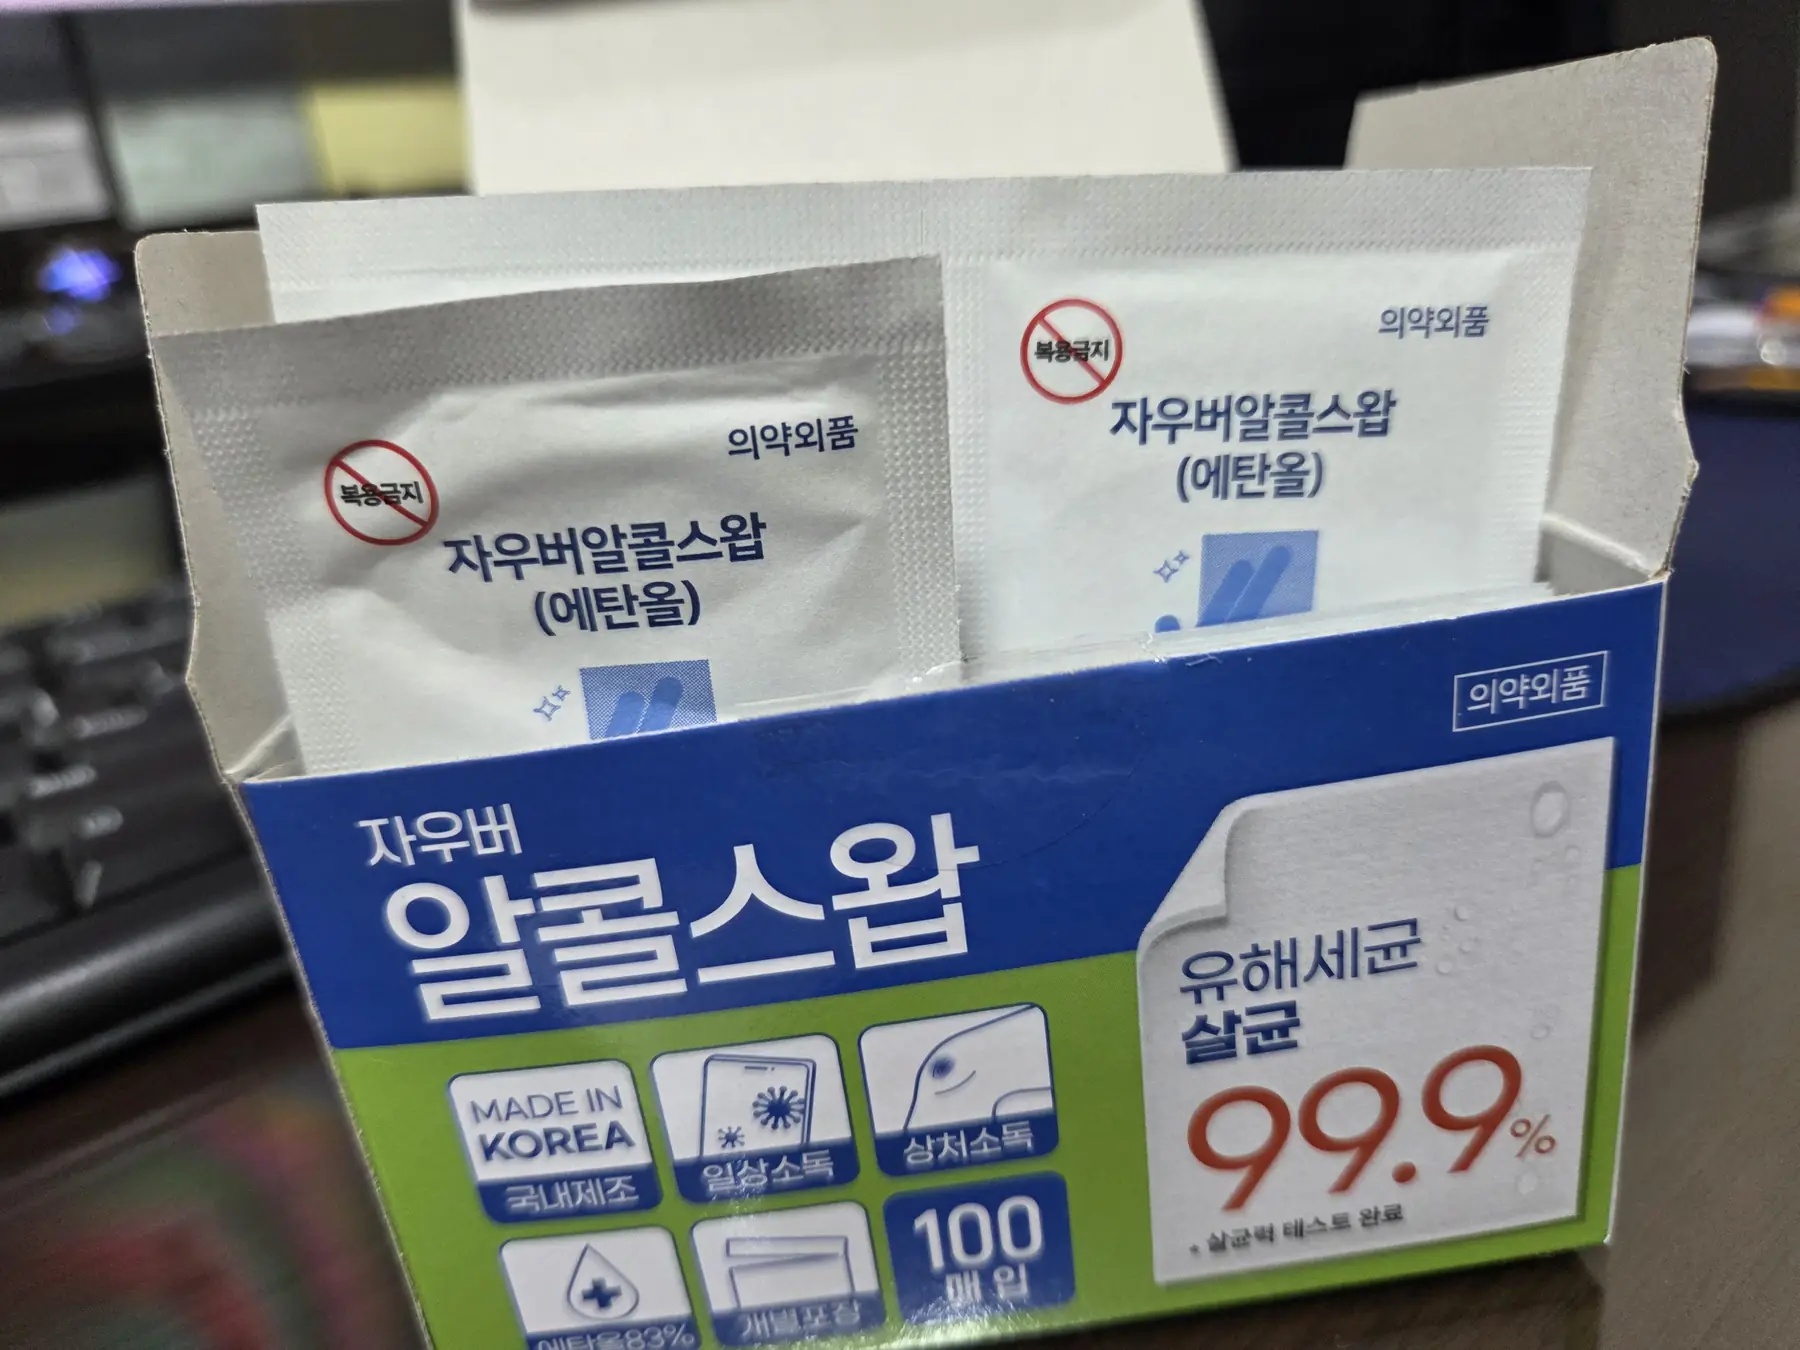 의약외품
복용금지
자우버알콜스왑
(에탄올)
의약외품
복용금지
자우버알콜스왑
(에탄올)
의약외품
자우버
알콜스왑
유해세균
살균
99.9%
* 살균력 테스트 완료
MADE IN
KOREA
국내제조
일상소독
상처소독
에탄올83%
개별포장
100
매입